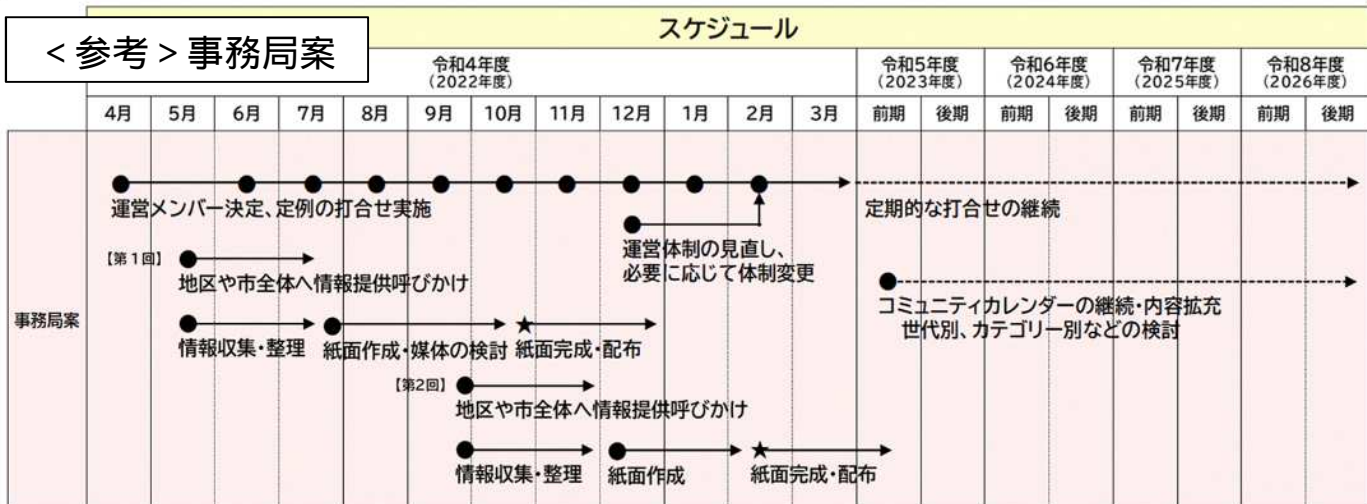 スケジュール
<参考>事務局案
令和4年度
(2022年度)
令和5年度
(2023年度)
令和6年度
(2024年度)
令和7年度
(2025年度)
令和8年度
(2026年度)
4月 5月 6月 7月 8月 9月 10月 11月 12月 1月 2月 3月 前期 後期 前期 後期 前期 後期 前期 後期
事務局案
運営メンバー決定、定例の打合せ実施
定期的な打合せの継続
運営体制の見直し、
必要に応じて体制変更
【第1回】
地区や市全体へ情報提供呼びかけ
コミュニティカレンダーの継続・内容拡充
世代別、カテゴリー別などの検討
情報収集・整理 紙面作成・媒体の検討 ★ 紙面完成・配布
【第2回】
地区や市全体へ情報提供呼びかけ
情報収集・整理 紙面作成 ★ 紙面完成・配布